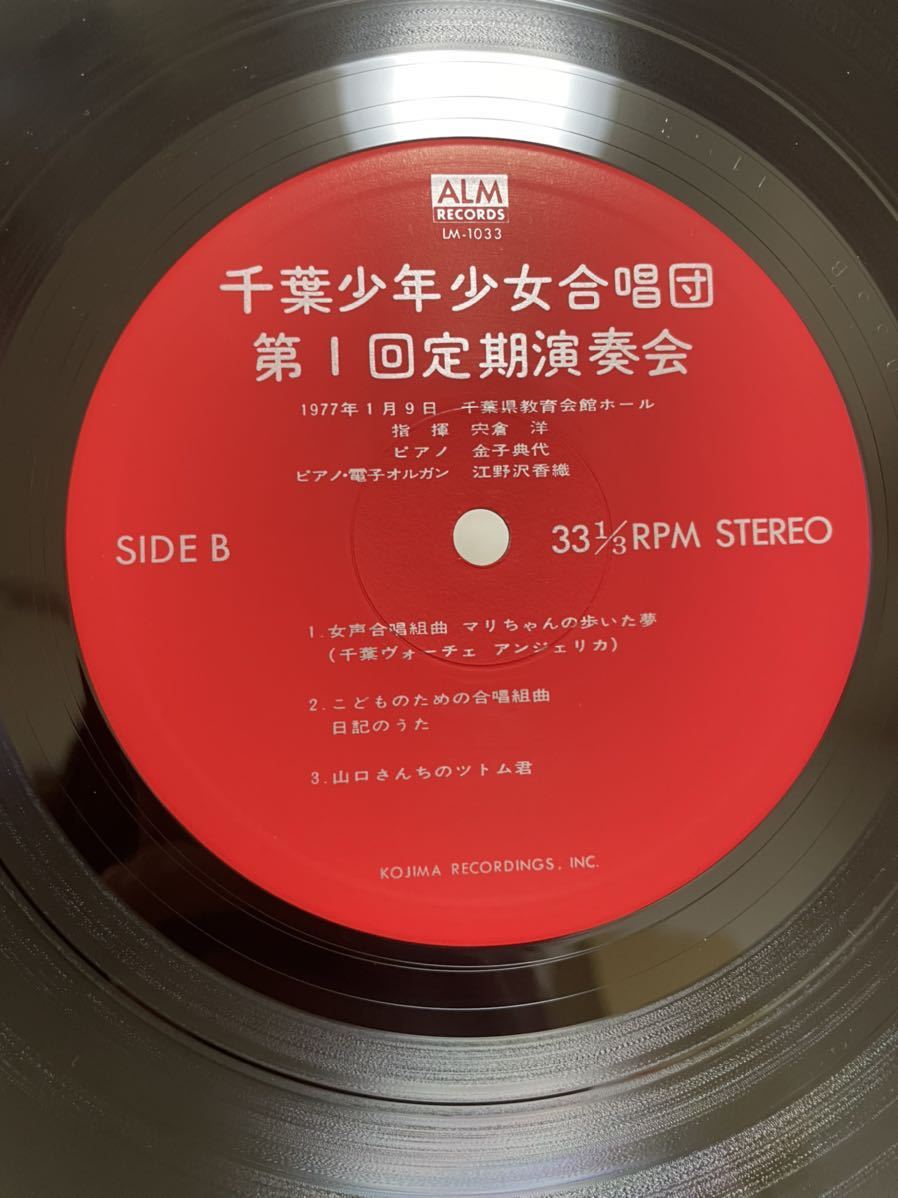 ALM
RECORDS
LM-1033
千葉少年少女合唱団
第1回定期演奏会
1977年1月9日 千葉県教育会館ホール
指揮 宍倉 洋
ピアノ 金子典代
ピアノ・電子オルガン 江野沢香織
SIDE B
33 1/3 RPM STEREO
1.女声合唱組曲 マリちゃんの歩いた夢
(千葉ヴォーチェ アンジェリカ)
2.こどものための合唱組曲
日記のうた
3.山口さんちのツトム君
KOJIMA RECORDINGS, INC.